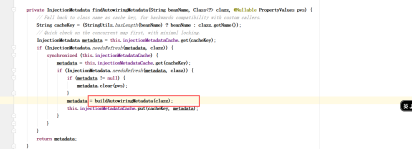 private InjectionMetadata findAutowiringMetadata(String beanName, Class<?> clazz, @Nullable PropertyValues pvs) {
// Fall back to class name as cache key, for backwards compatibility with custom callers.
String cacheKey = (StringUtils.hasLength(beanName) ? beanName : clazz.getName());
// Quick check on the concurrent map first, with minimal locking.
InjectionMetadata metadata = this.injectionMetadataCache.get(cacheKey);
if (InjectionMetadata.needsRefresh(metadata, clazz)) {
synchronized (this.injectionMetadataCache) {
metadata = this.injectionMetadataCache.get(cacheKey);
if (InjectionMetadata.needsRefresh(metadata, clazz)) {
if (metadata != null) {
metadata.clear(pvs);
}
metadata = buildAutowiringMetadata(clazz);
this.injectionMetadataCache.put(cacheKey, metadata);
}
}
}
return metadata;